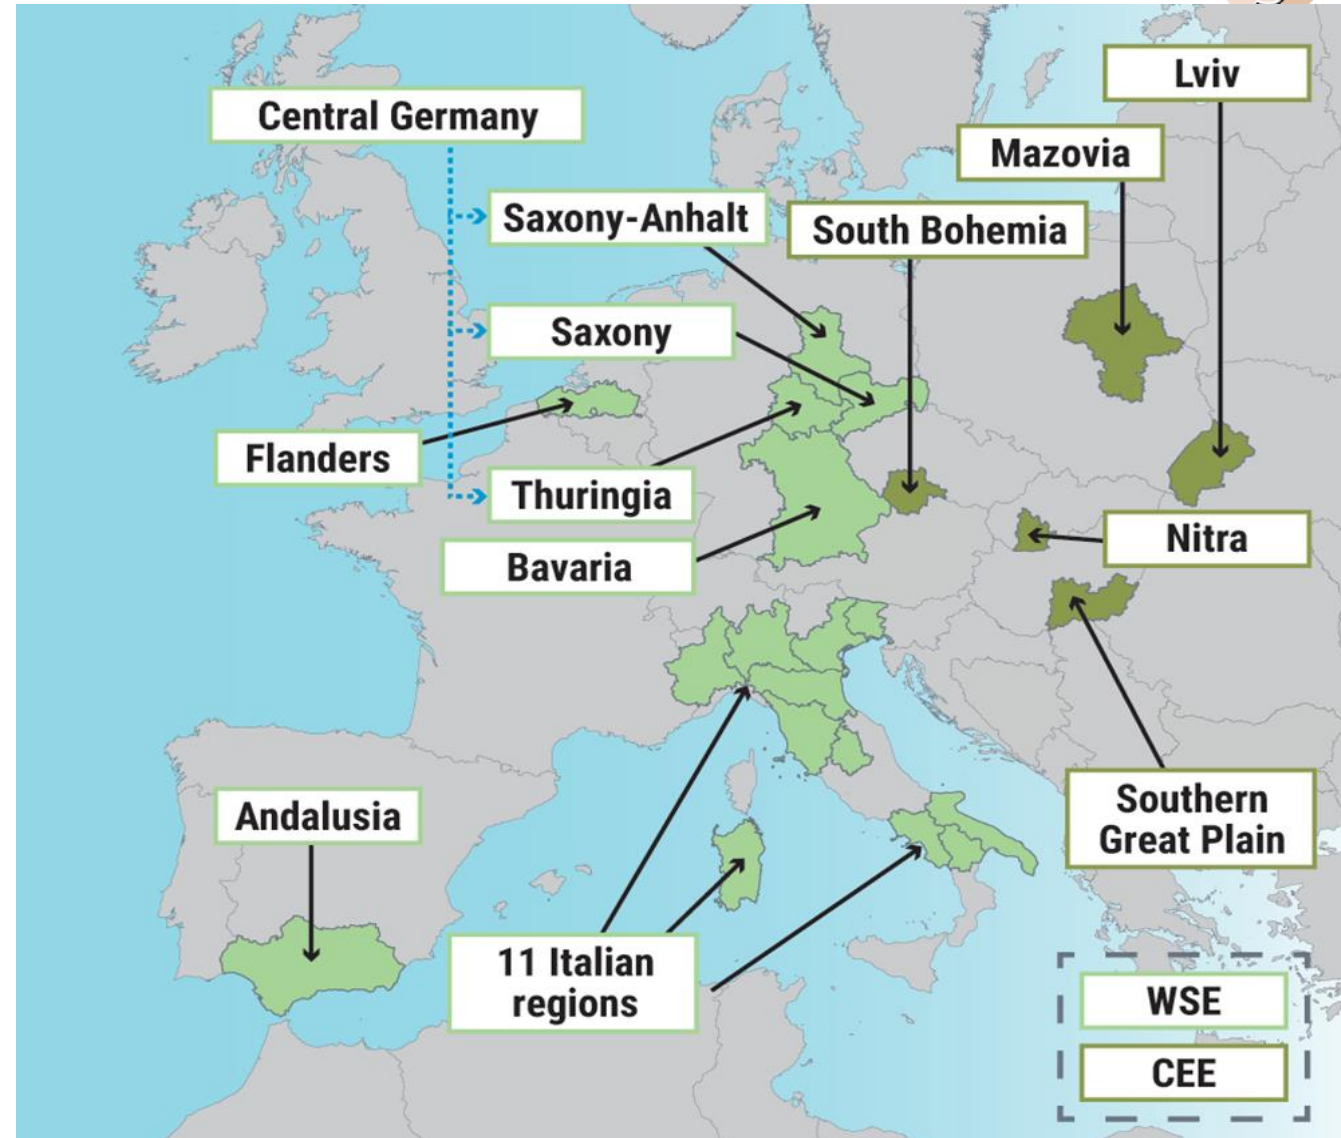 Lviv
Central Germany
Mazovia
Saxony-Anhalt
South Bohemia
Saxony
Flanders
Thuringia
Nitra
Bavaria
Southern
Great Plain
Andalusia
11 Italian
regions
WSE
CEE